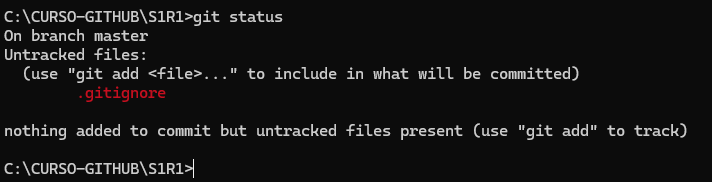 C:\CURSO-GITHUB\S1R1>git status
On branch master
Untracked files:
  (use "git add <file>..." to include in what will be committed)
        .gitignore

nothing added to commit but untracked files present (use "git add" to track)

C:\CURSO-GITHUB\S1R1>